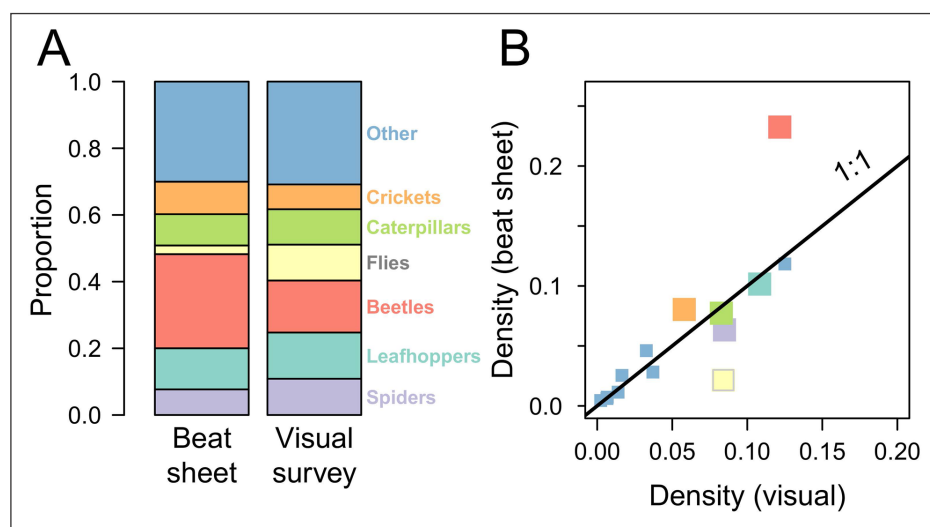 A
Proportion
1.0
0.8
0.6
0.4
0.2
0.0
Other
Crickets
Caterpillars
Flies
Beetles
Leafhoppers
Spiders
Beat
sheet
Visual
survey
B
Density (beat sheet)
0.2
0.1
0.0
1:1
0.00 0.05 0.10 0.15 0.20
Density (visual)